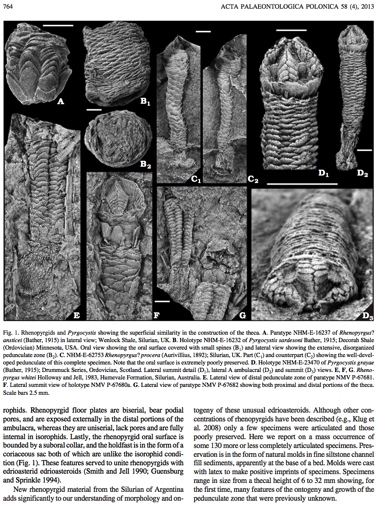 764
ACTA PALAEONTOLOGICA POLONICA 58 (4), 2013
A
B1
B2
C1
C2
D1
D2
E
F
G
D3
Fig. 1. Rhenopyrgids and Pyrgocystis showing the superficial similarity in the construction of the theca. A. Paratype NHM-E-16237 of Rhenopyrgus?
ansticei (Bather, 1915) in lateral view; Wenlock Shale, Silurian, UK. B. Holotype NHM-E-16232 of Pyrgocystis sardesoni Bather, 1915; Decorah Shale
(Ordovician) Minnesota, USA. Oral view showing the oral surface covered with small spines (B1) and lateral view showing the extensive, disorganized
pedunculate zone (B2). C. NHM-E-62753 Rhenopyrgus? procera (Aurivillius, 1892); Silurian, UK. Part (C1) and counterpart (C2) showing the well-devel-
oped pedunculate of this complete specimen. Note that the oral surface is extremely poorly preserved. D. Holotype NHM-E-23470 of Pyrgocystis grayae
(Bather, 1915); Drummuck Series, Ordovician, Scotland. Lateral summit detail (D1), lateral A ambulacral (D2) and summit (D3) views. E, F, G. Rheno-
pyrgus whitei Holloway and Jell, 1983, Humevale Formation, Silurian, Australia. E. Lateral view of distal pedunculate zone of paratype NMV P-67681.
F. Lateral summit view of holotype NMV P-67680a. G. Lateral view of paratype NMV P-67682 showing both proximal and distal portions of the theca.
Scale bars 2.5 mm.
rophids. Rhenopyrgid floor plates are biserial, bear podial
pores, and are exposed externally in the distal portions of the
ambulacra, whereas they are uniserial, lack pores and are fully
internal in isorophids. Lastly, the rhenopyrgid oral surface is
bounded by a suboral collar, and the holdfast is in the form of a
coriaceous sac both of which are unlike the isorophid condi-
tion (Fig. 1). These features served to unite rhenopyrgids with
edrioasterid edrioasteroids (Smith and Jell 1990; Guensburg
and Sprinkle 1994).
New rhenopyrgid material from the Silurian of Argentina
adds significantly to our understanding of morphology and on-
togeny of these unusual edrioasteroids. Although other con-
centrations of rhenopyrgids have been described (e.g., Klug et
al. 2008) only a few specimens were articulated and those
poorly preserved. Here we report on a mass occurrence of
some 130 more or less completely articulated specimens. Pres-
ervation is in the form of natural molds in fine siltstone channel
fill sediments, apparently at the base of a bed. Molds were cast
with latex to make positive imprints of specimens. Specimens
range in size from a thecal height of 6 to 32 mm showing, for
the first time, many features of the ontogeny and growth of the
pedunculate zone that were previously unknown.